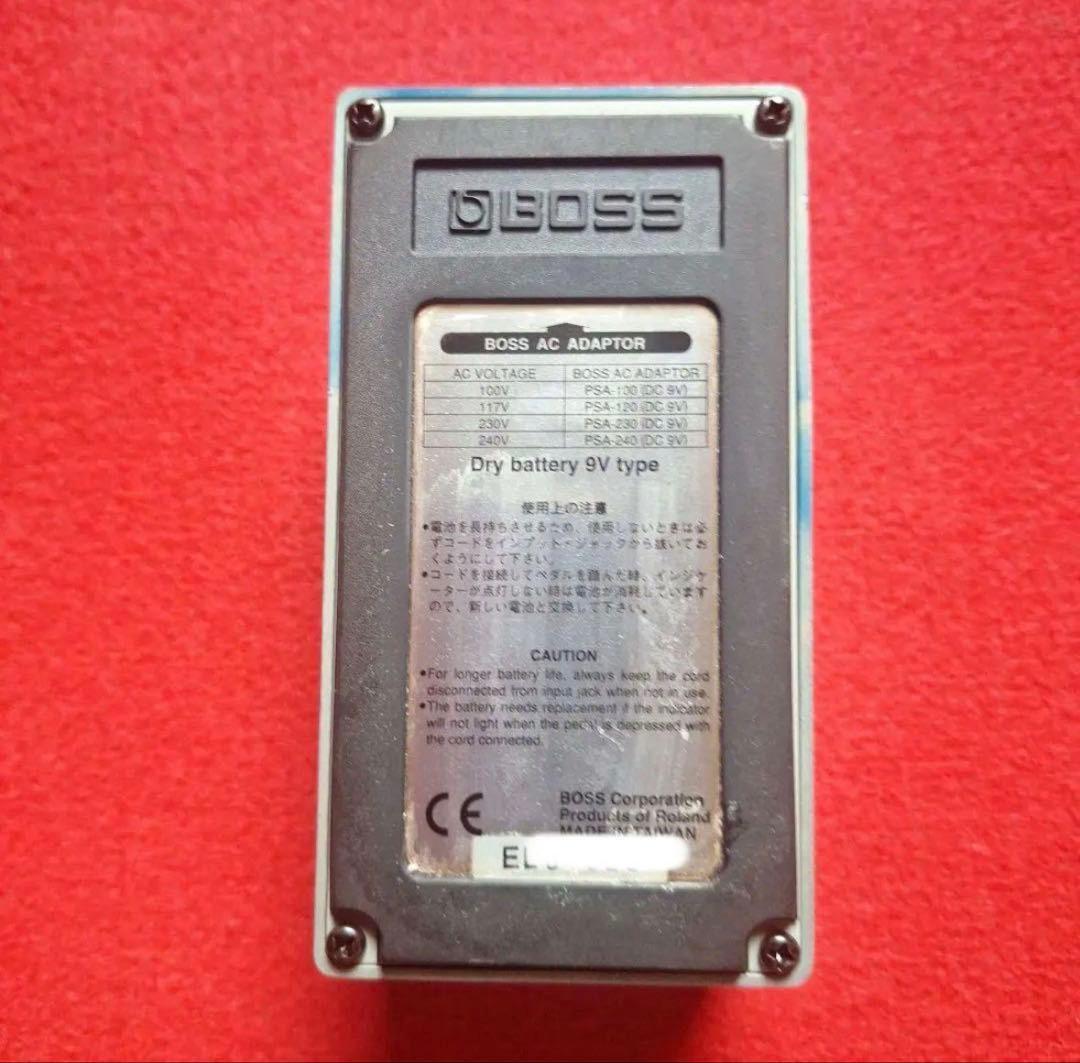 BOSS
BOSS AC ADAPTOR
AC VOLTAGE BOSS AC ADAPTOR
100V PSA-100 (DC 9V)
117V PSA-120 (DC 9V)
230V PSA-230 (DC 9V)
240V PSA-240 (DC 9V)
Dry battery 9V type
使用上の注意
●電池を長持ちさせるため、使用しないときは必
ずコードをインプット・ジャックから抜いてお
くようにして下さい。
●コードを接続してペダルを踏んだ時、インジケ
ーターが点灯しない時は電池が消耗しています
ので、新しい電池と交換して下さい。
CAUTION
●For longer battery life, always keep the cord
disconnected from input jack when not in use.
●The battery needs replacement if the indicator
will not light when the pedal is depressed with
the cord connected.
CE
BOSS Corporation
Products of Roland
MADE IN TAIWAN